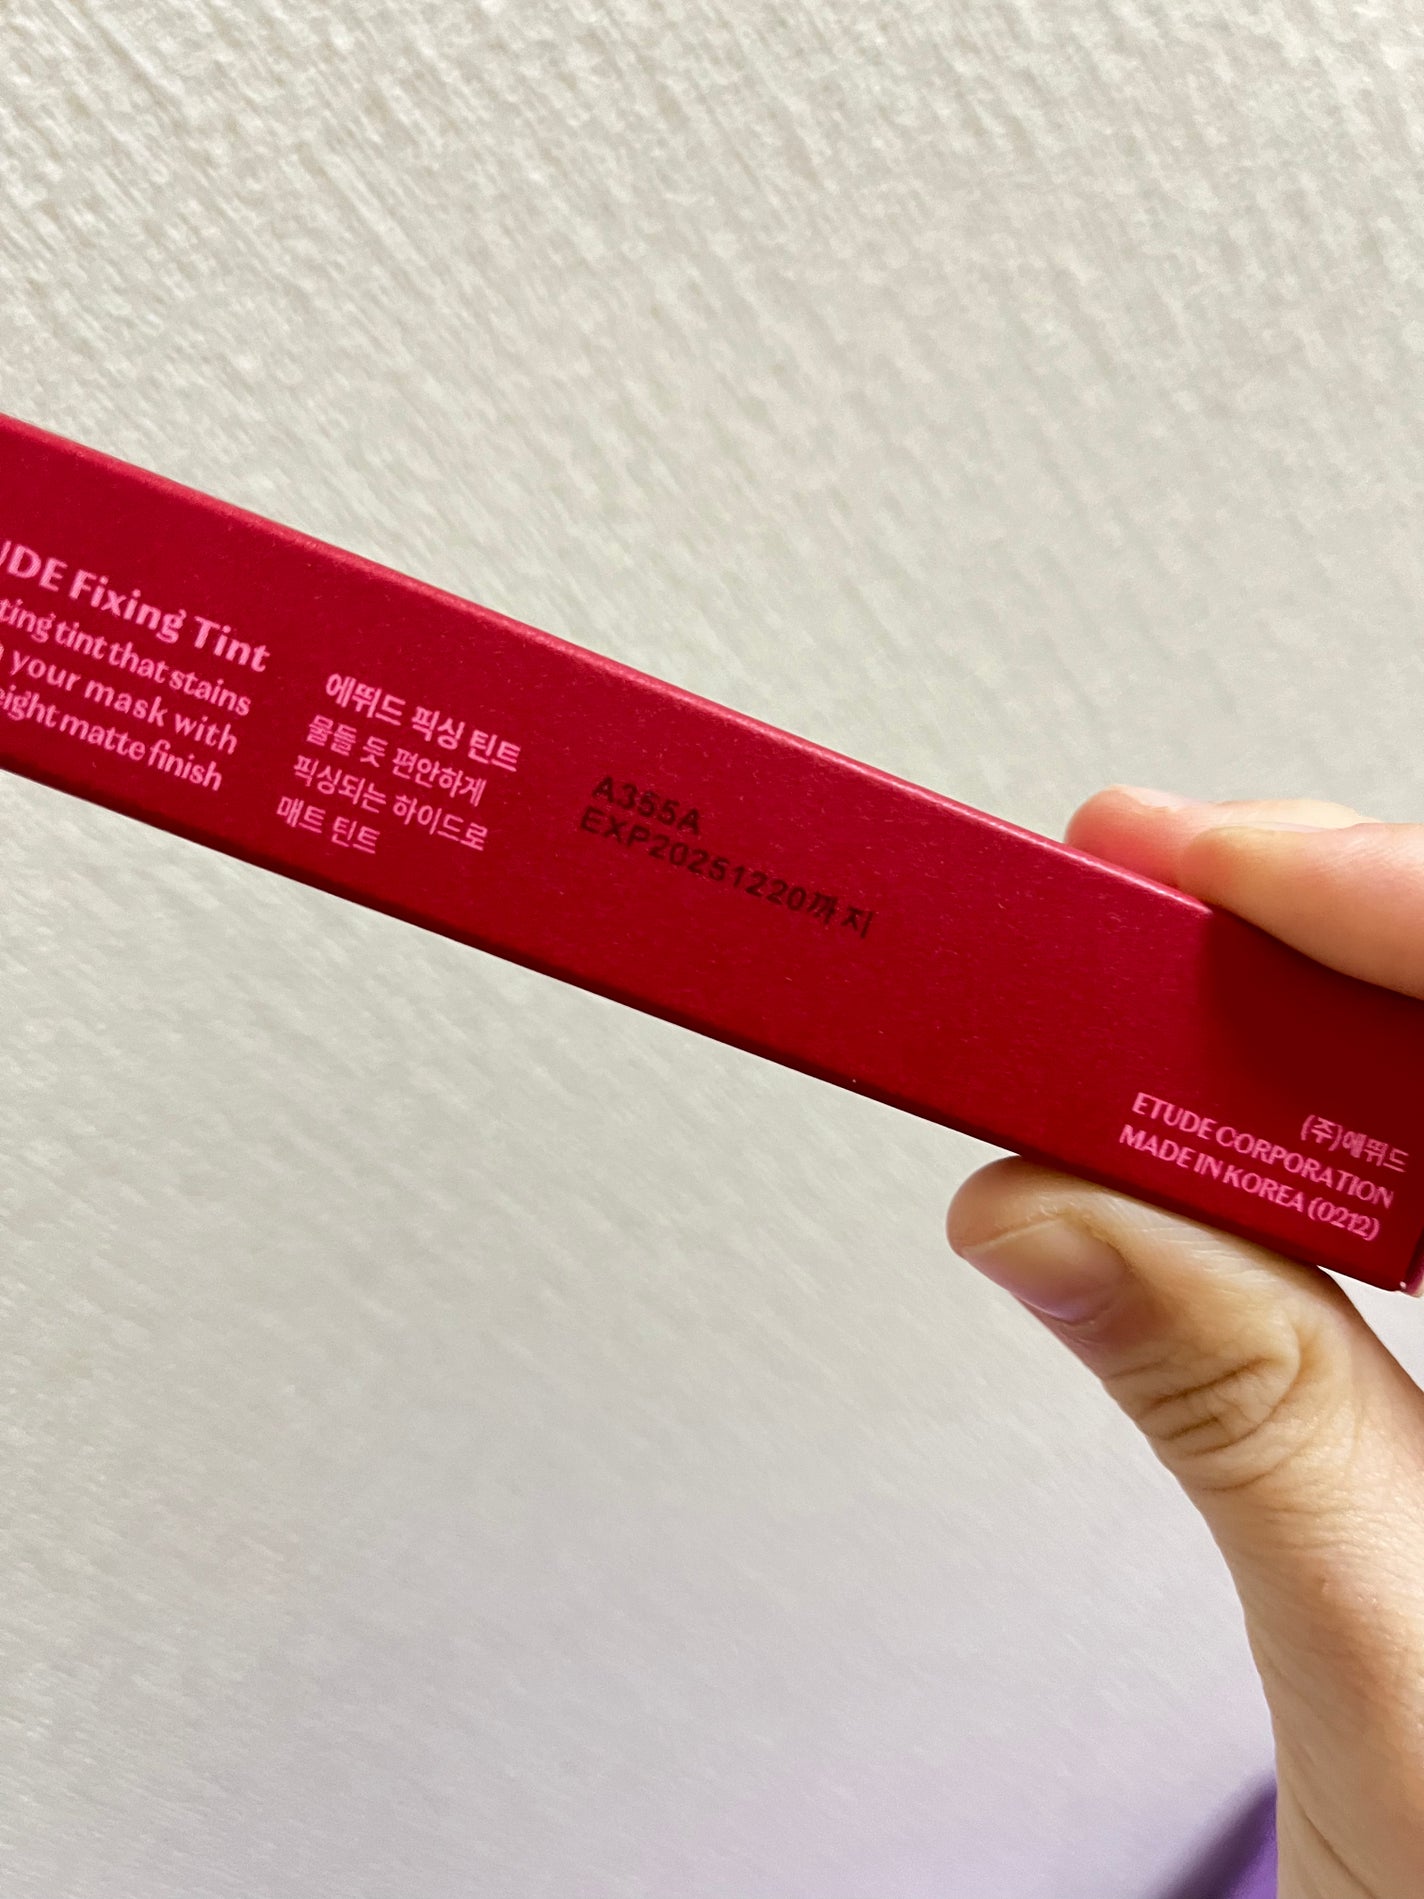 Fixing Tint
tint that stains
your mask with
matte finish
에뛰드 픽싱 틴트
물들 듯 편안하게
픽싱되는 하이드로
매트 틴트
A355A
EXP20251220까지
(주)에뛰드
ETUDE CORPORATION
MADE IN KOREA (0212)